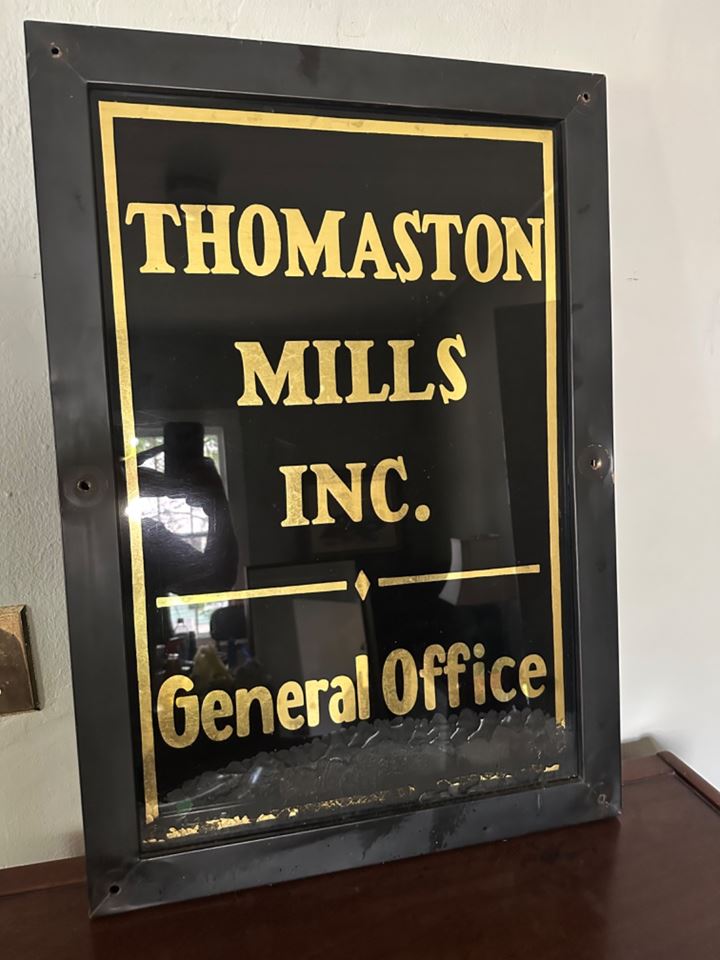 THOMASTON
MILLS
INC.
General Office